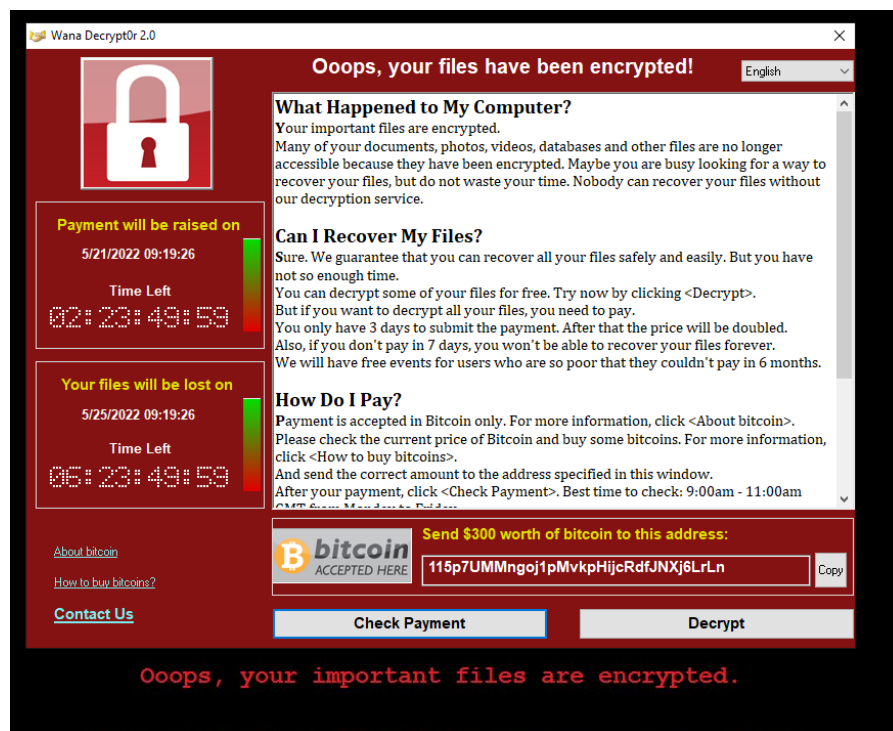 Wana Decrypt0r 2.0
Ooops, your files have been encrypted!
English
What Happened to My Computer?
Your important files are encrypted.
Many of your documents, photos, videos, databases and other files are no longer
accessible because they have been encrypted. Maybe you are busy looking for a way to
recover your files, but do not waste your time. Nobody can recover your files without
our decryption service.
Can I Recover My Files?
Sure. We guarantee that you can recover all your files safely and easily. But you have
not so enough time.
You can decrypt some of your files for free. Try now by clicking <Decrypt>.
But if you want to decrypt all your files, you need to pay.
You only have 3 days to submit the payment. After that the price will be doubled.
Also, if you don't pay in 7 days, you won't be able to recover your files forever.
We will have free events for users who are so poor that they couldn't pay in 6 months.
How Do I Pay?
Payment is accepted in Bitcoin only. For more information, click <About bitcoin>.
Please check the current price of Bitcoin and buy some bitcoins. For more information,
click <How to buy bitcoins>.
And send the correct amount to the address specified in this window.
After your payment, click <Check Payment>. Best time to check: 9:00am - 11:00am
GMT from Monday to Friday.
Payment will be raised on
5/21/2022 09:19:26
Time Left
02:23:49:59
Your files will be lost on
5/25/2022 09:19:26
Time Left
06:23:49:59
About bitcoin
How to buy bitcoins?
Contact Us
bitcoin
ACCEPTED HERE
Send $300 worth of bitcoin to this address:
115p7UMMngoj1pMvkpHijcRdfJNXj6LrLn
Copy
Check Payment
Decrypt
Ooops, your important files are encrypted.